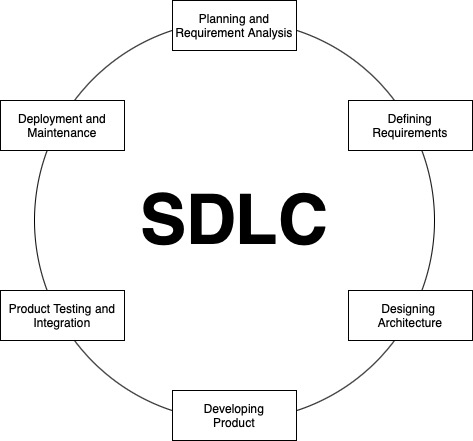 Planning and
Requirement Analysis
Deployment and
Maintenance
Defining
Requirements
SDLC
Product Testing and
Integration
Designing
Architecture
Developing
Product